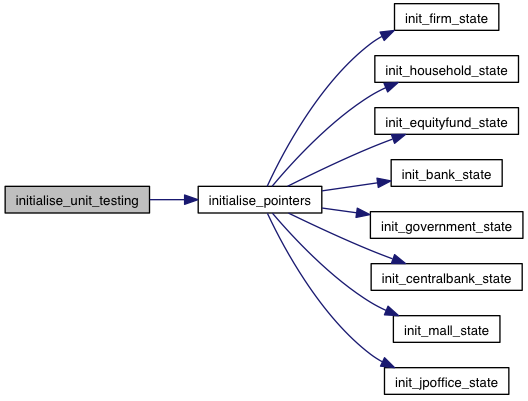 initialise_unit_testing
initialise_pointers
init_firm_state
init_household_state
init_equityfund_state
init_bank_state
init_government_state
init_centralbank_state
init_mall_state
init_jpoffice_state